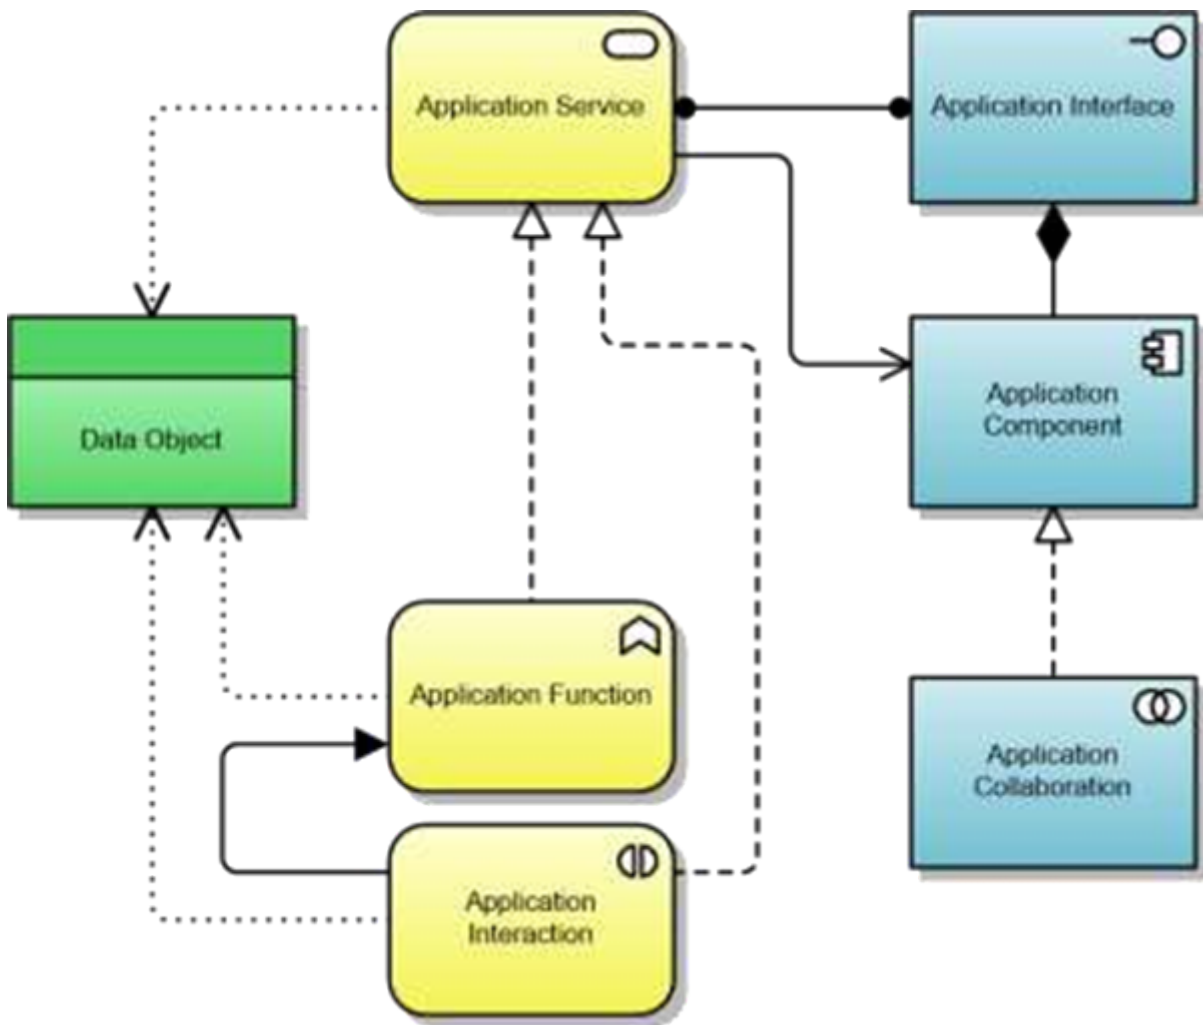 Application Service
Application Interface
Data Object
Application
Component
Application Function
Application
Collaboration
Application
Interaction